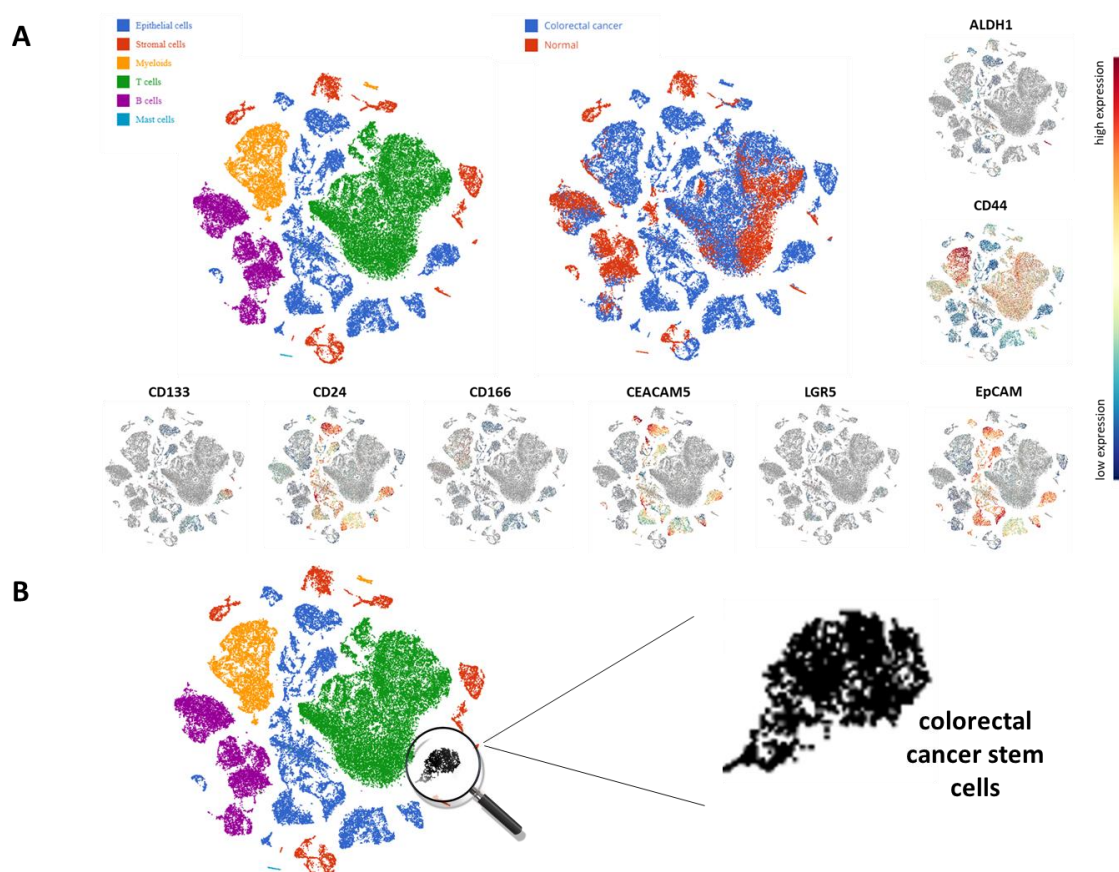 A
Epithelial cells
Stromal cells
Myeloids
T cells
B cells
Mast cells
Colorectal cancer
Normal
ALDH1
high expression
low expression
CD44
CD133
CD24
CD166
CEACAM5
LGR5
EpCAM
B
colorectal
cancer stem
cells